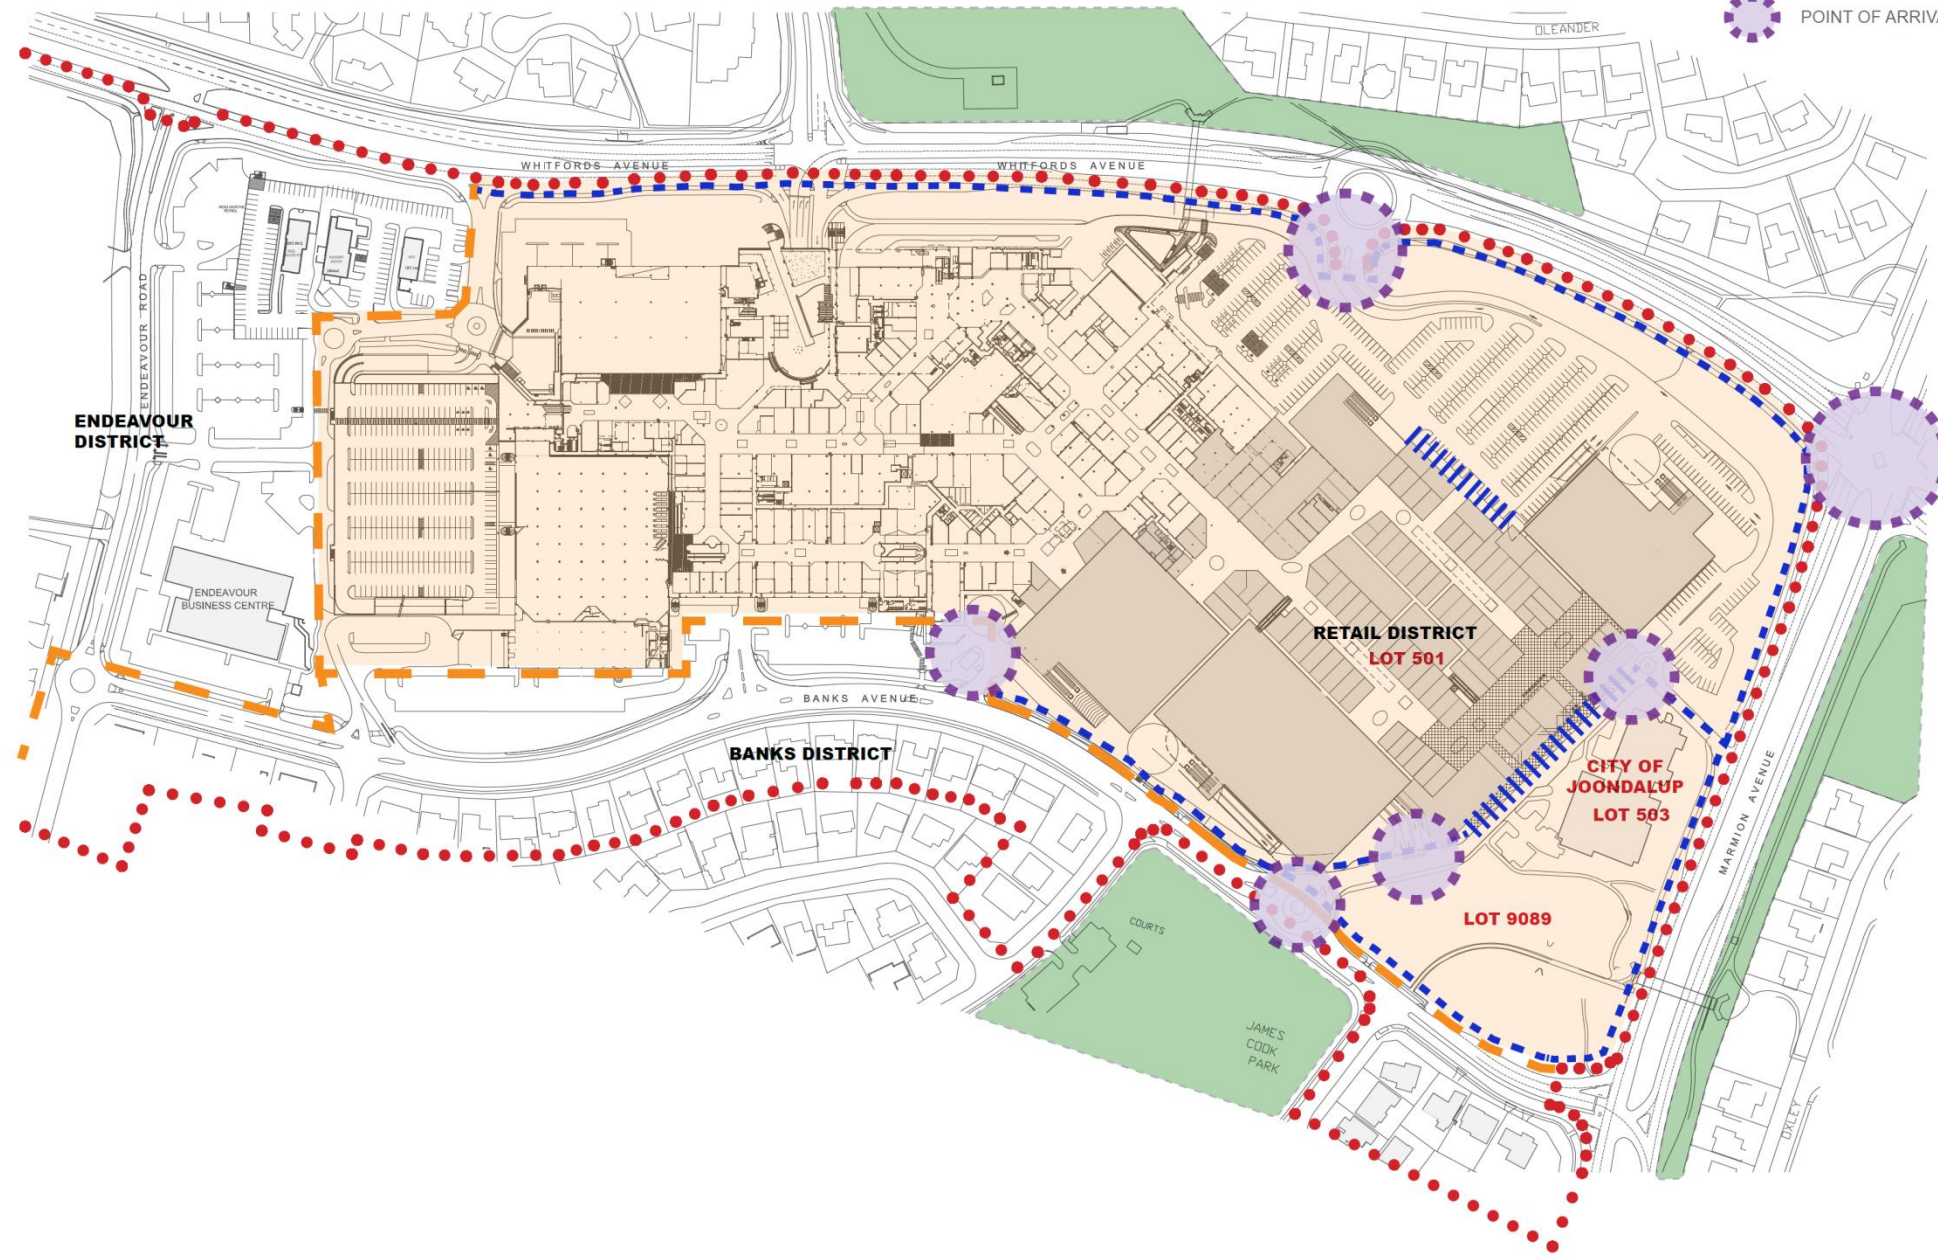 POINT OF ARRIVA
OLEANDER
WHITFORDS AVENUE
WHITFORDS AVENUE
ENDEAVOUR ROAD
ENDEAVOUR
DISTRICT
ENDEAVOUR
BUSINESS CENTRE
RETAIL DISTRICT
LOT 501
BANKS AVENUE
BANKS DISTRICT
CITY OF
JOONDALUP
LOT 503
MARMION AVENUE
LOT 9089
COURTS
JAMES
COOK
PARK
OXLEY